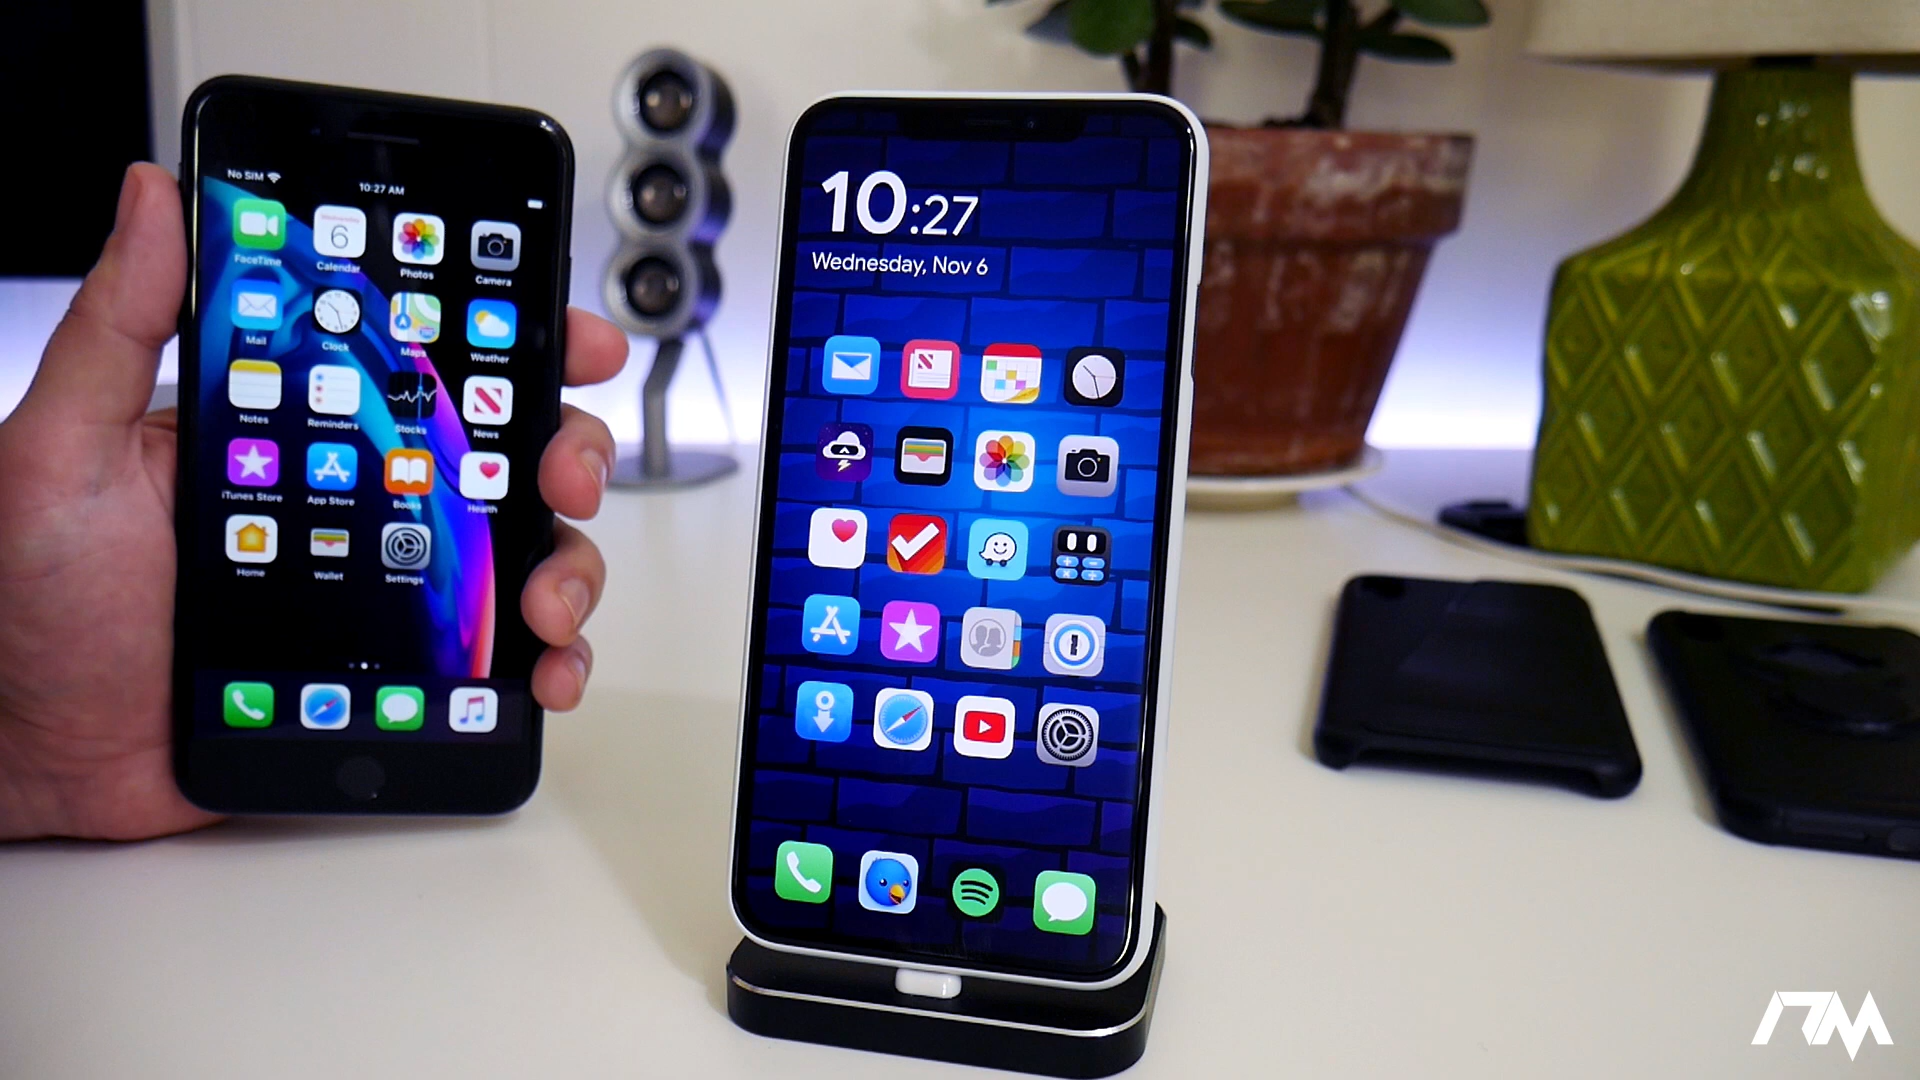 No SIM
10:27 AM
FaceTime
Wednesday
6
Calendar
Photos
Camera
Mail
Clock
Maps
Weather
Notes
Reminders
Stocks
News
iTunes Store
App Store
Books
Health
Home
Wallet
Settings
10:27
Wednesday, Nov 6